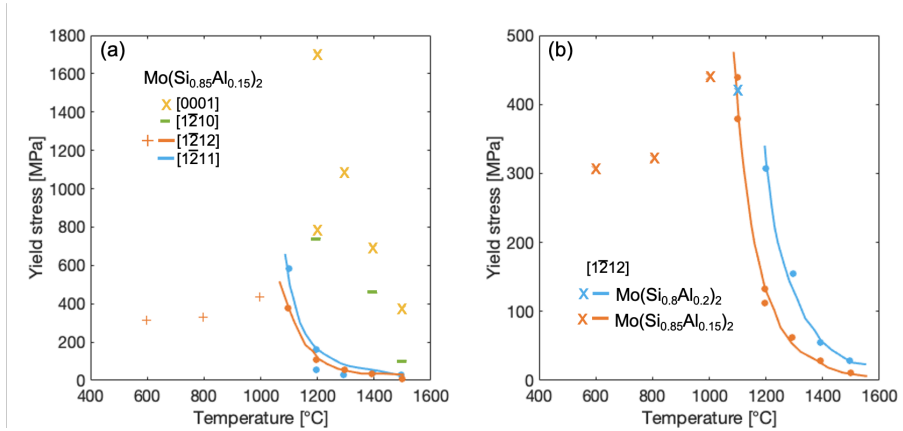 (a)
1800
1600
1400
1200
1000
800
600
400
200
0
Yield stress [MPa]
Mo(Si₀.₈₅Al₀.₁₅)₂
[0001]
[12̅10]
[12̅12]
[12̅11]
400 600 800 1000 1200 1400 1600
Temperature [°C]
(b)
500
400
300
200
100
0
Yield stress [MPa]
[12̅12]
Mo(Si₀.₈Al₀.₂)₂
Mo(Si₀.₈₅Al₀.₁₅)₂
400 600 800 1000 1200 1400 1600
Temperature [°C]